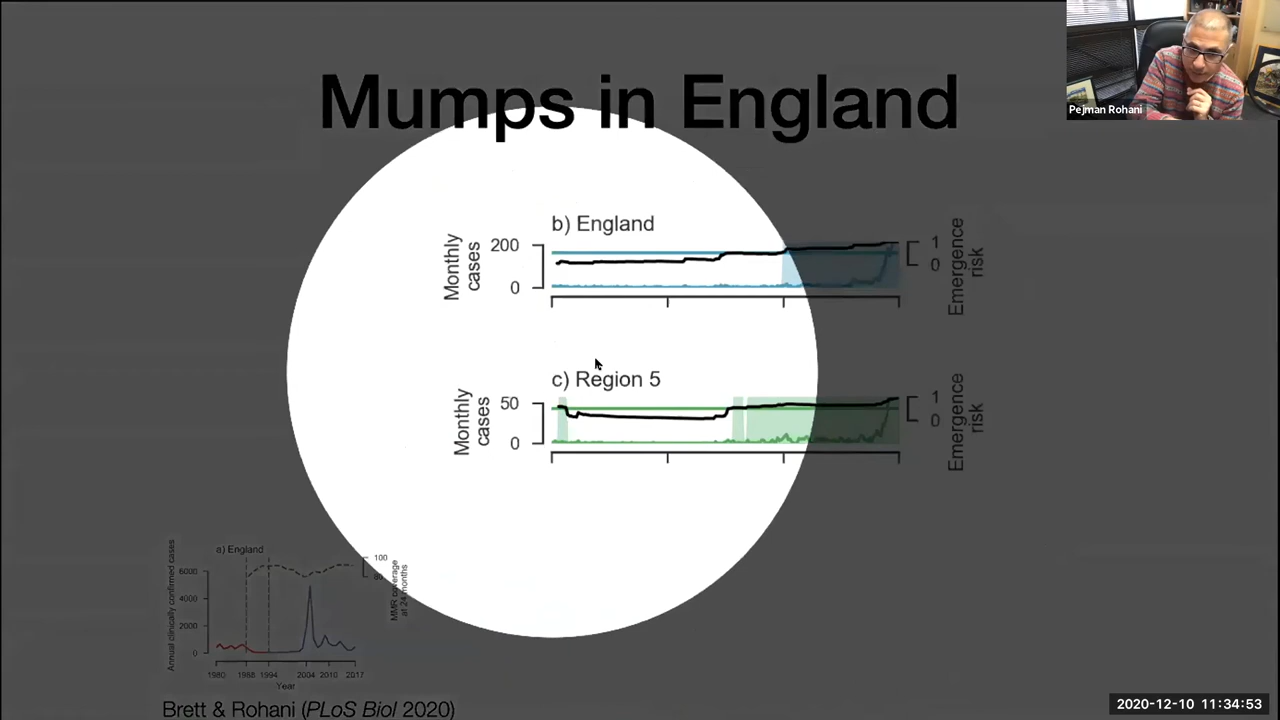 Mumps in England
Pejman Rohani
b) England
Monthly
cases
200
0
1
0
Emergence
risk
c) Region 5
Monthly
cases
50
0
1
0
Emergence
risk
a) England
Annual clinically confirmed cases
6000
4000
2000
0
100
80
MMR coverage
at 24 months
1980 1988 1994 2004 2010 2017
Year
Brett & Rohani (PLoS Biol 2020)
2020-12-10 11:34:53